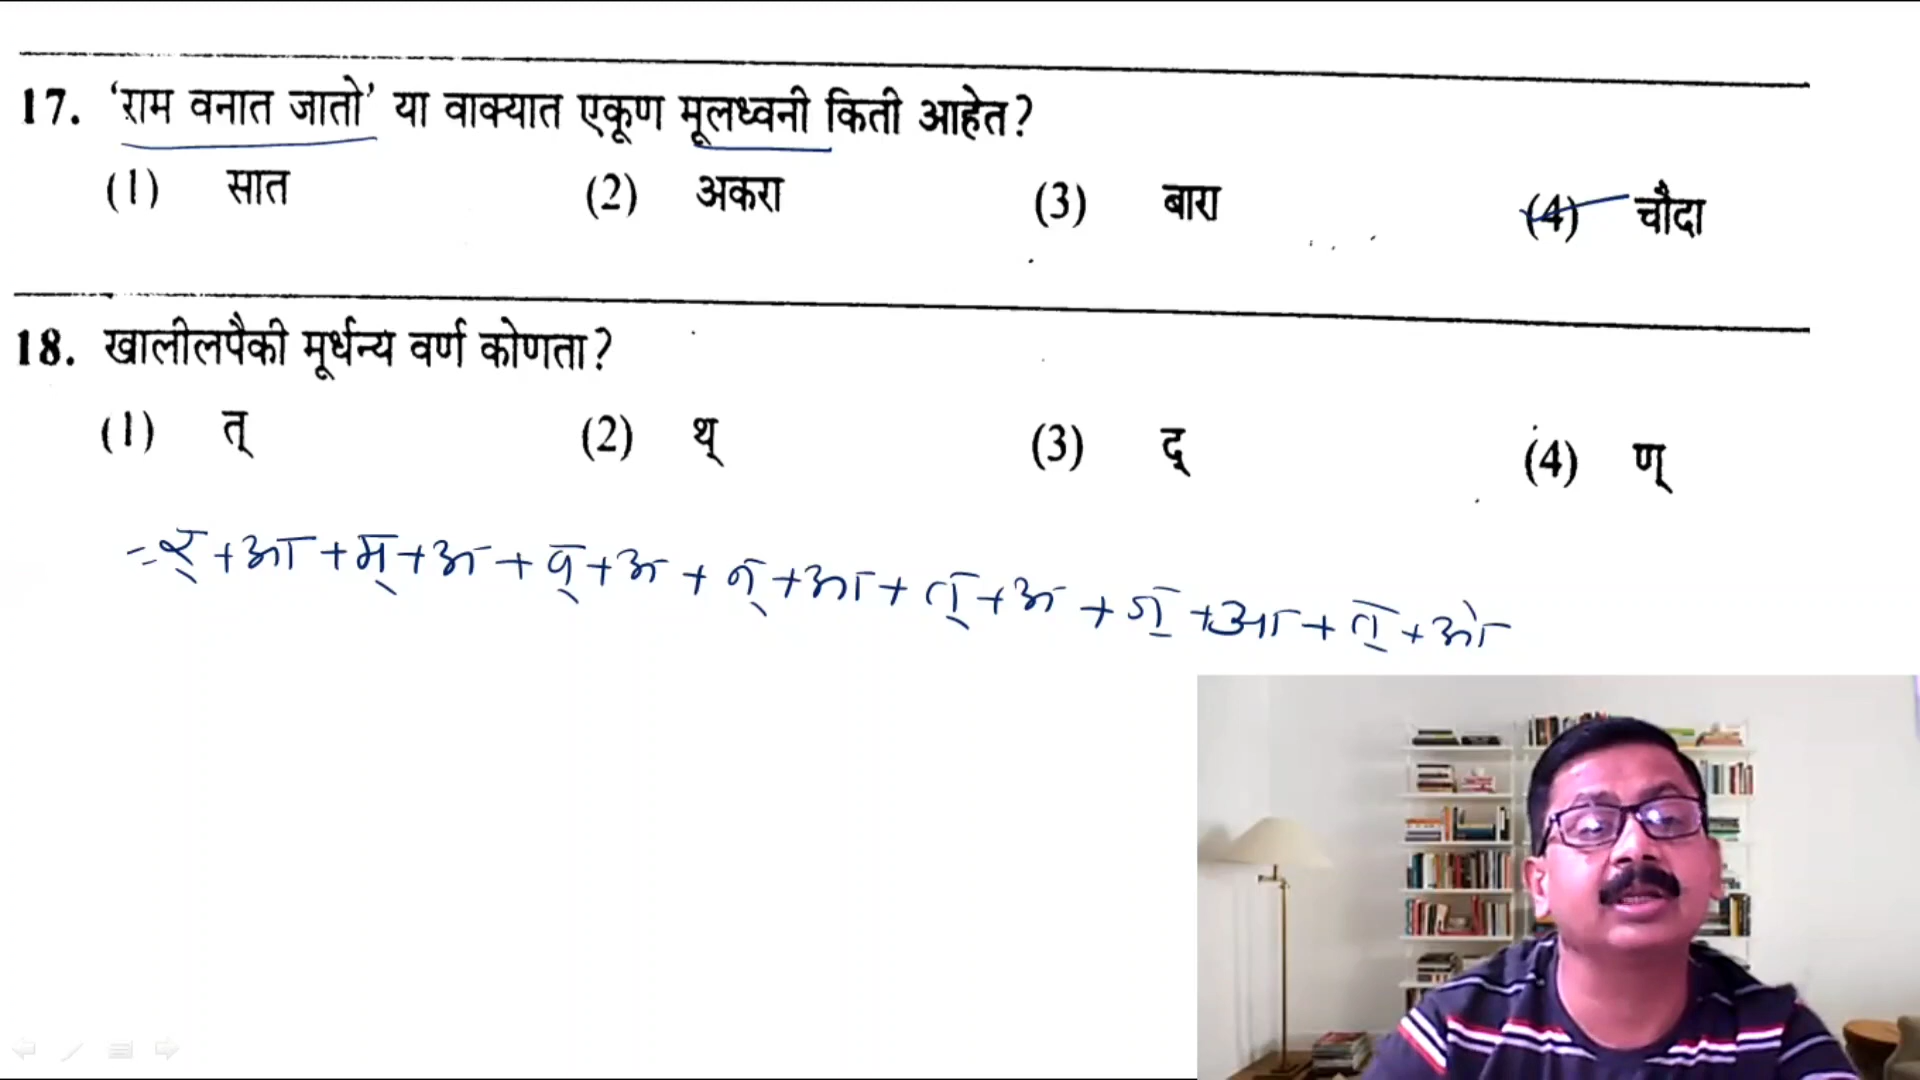 17. ‘राम वनात जातो’ या वाक्यात एकूण मूलध्वनी किती आहेत?
(1) सात (2) अकरा (3) बारा (4) चौदा
18. खालीलपैकी मूर्धन्य वर्ण कोणता?
(1) त् (2) थ् (3) द् (4) ण्
= र् + आ + म् + अ + व् + अ + न् + आ + त् + अ + ज् + आ + त् + ओ